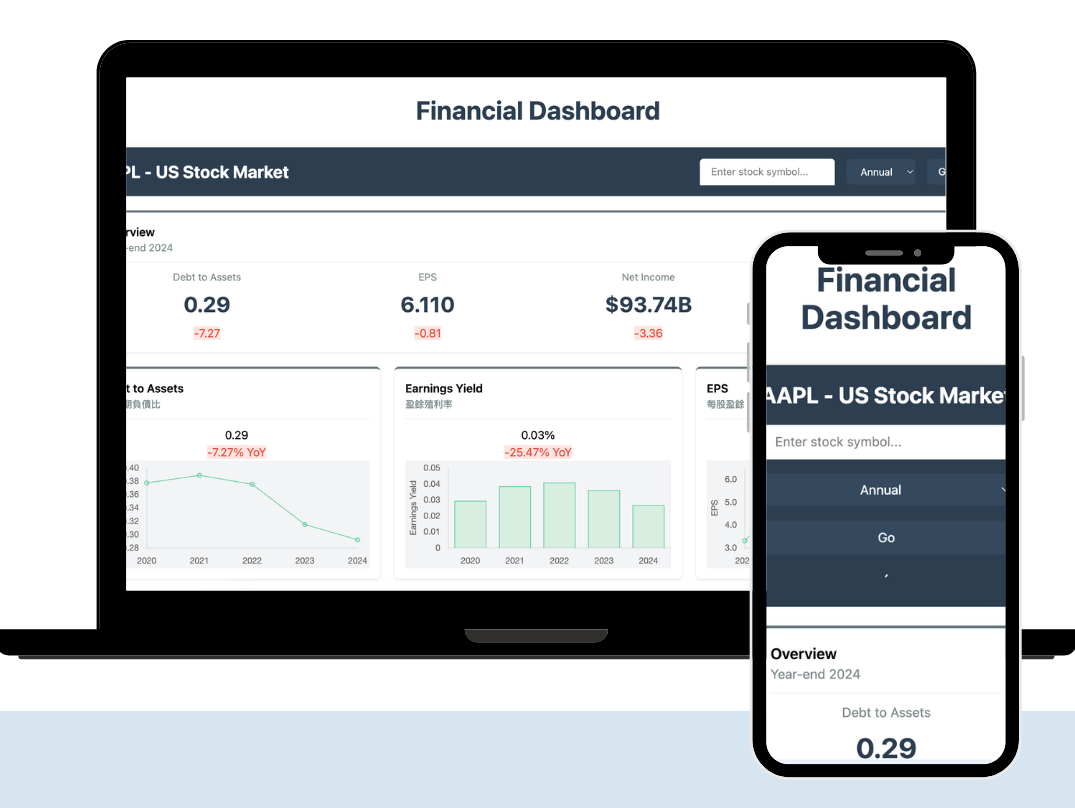 Financial Dashboard
PL - US Stock Market
Enter stock symbol...
Annual
G
rview
-end 2024
Debt to Assets
EPS
Net Income
0.29
6.110
$93.74B
-7.27
-0.81
-3.36
t to Assets
期負債比
0.29
-7.27% YoY
.40
.38
.36
.34
.32
.30
.28
2020 2021 2022 2023 2024
Earnings Yield
盈餘殖利率
0.03%
-25.47% YoY
Earnings Yield
0.05
0.04
0.03
0.02
0.01
0
2020 2021 2022 2023 2024
EPS
每股盈餘
EPS
6.0
5.0
4.0
3.0
202
Financial
Dashboard
AAPL - US Stock Market
Enter stock symbol...
Annual
Go
Overview
Year-end 2024
Debt to Assets
0.29